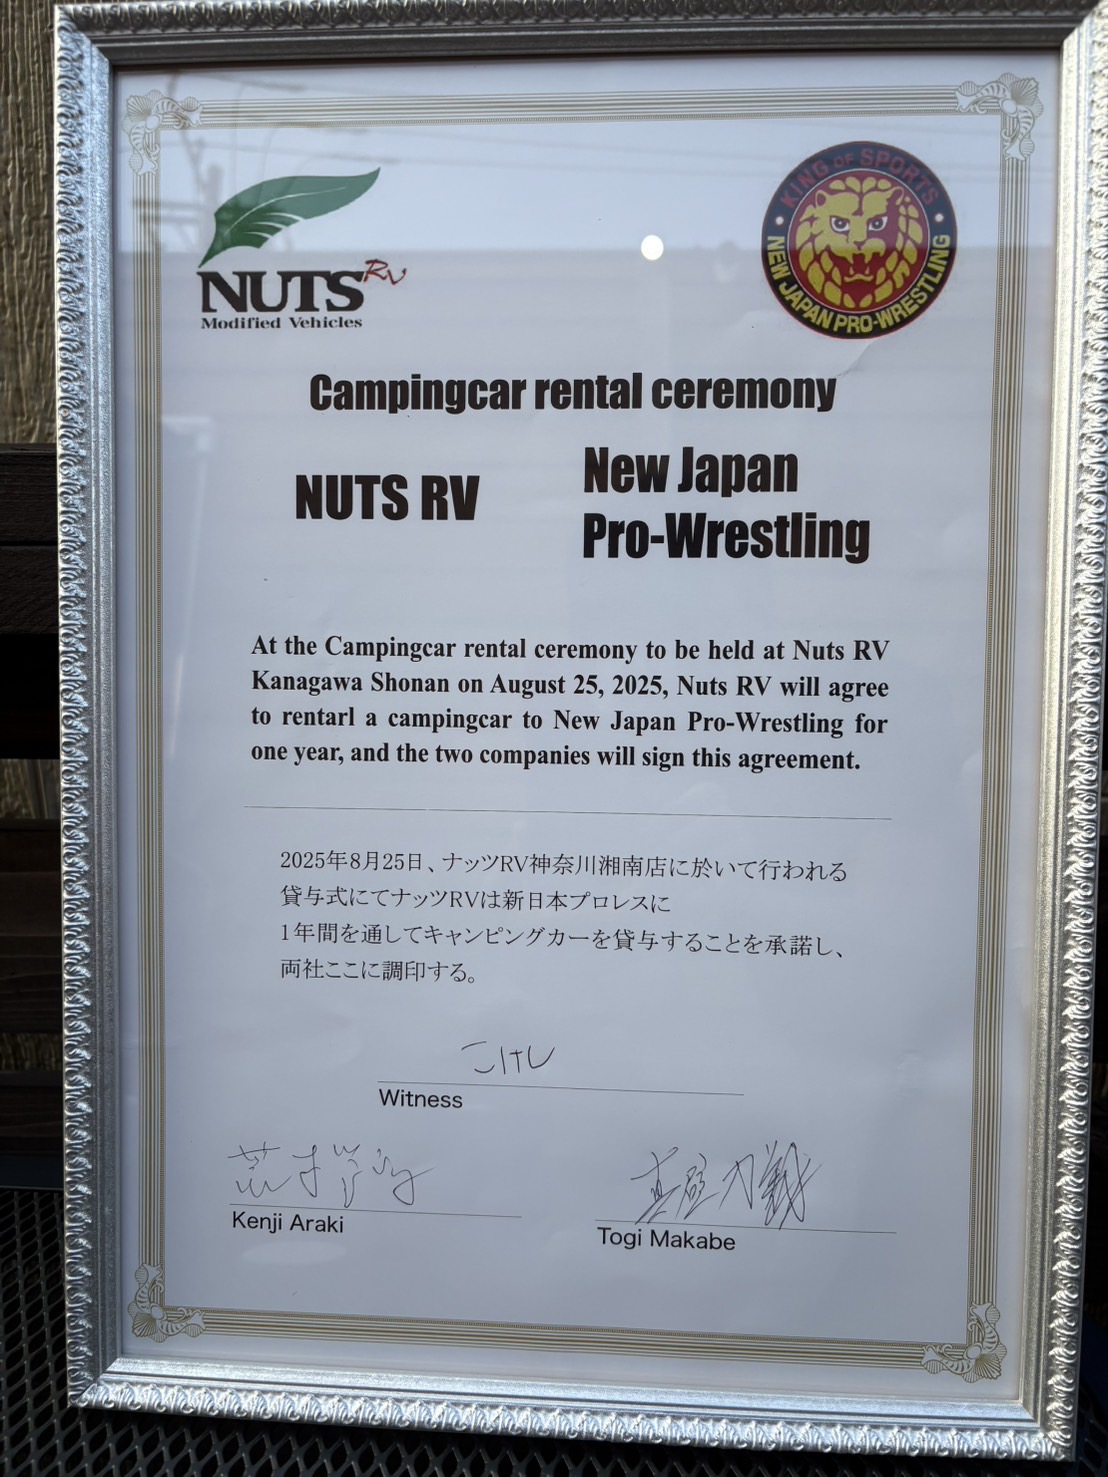 NUTS RV
Modified Vehicles
KING OF SPORTS
NEW JAPAN PRO-WRESTLING
Campingcar rental ceremony
NUTS RV
New Japan
Pro-Wrestling
At the Campingcar rental ceremony to be held at Nuts RV
Kanagawa Shonan on August 25, 2025, Nuts RV will agree
to rentarl a campingcar to New Japan Pro-Wrestling for
one year, and the two companies will sign this agreement.
2025年8月25日、ナッツRV神奈川湘南店に於いて行われる
貸与式にてナッツRVは新日本プロレスに
1年間を通してキャンピングカーを貸与することを承諾し、
両社ここに調印する。
こけし
Witness
Kenji Araki
真壁刀義
Togi Makabe